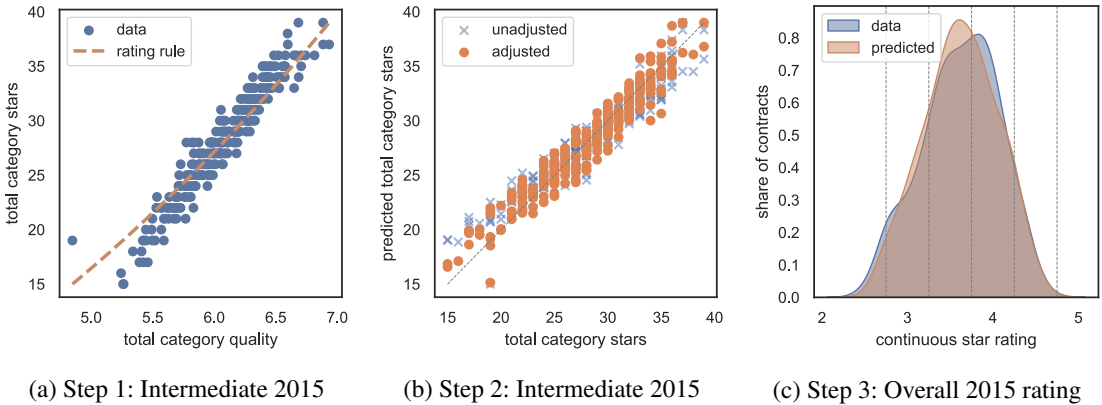 data
rating rule
total category stars
40
35
30
25
20
15
5.0
5.5
6.0
6.5
7.0
total category quality
(a) Step 1: Intermediate 2015
unadjusted
adjusted
predicted total category stars
40
35
30
25
20
15
15
20
25
30
35
40
total category stars
(b) Step 2: Intermediate 2015
data
predicted
share of contracts
0.8
0.7
0.6
0.5
0.4
0.3
0.2
0.1
0.0
2
3
4
5
continuous star rating
(c) Step 3: Overall 2015 rating